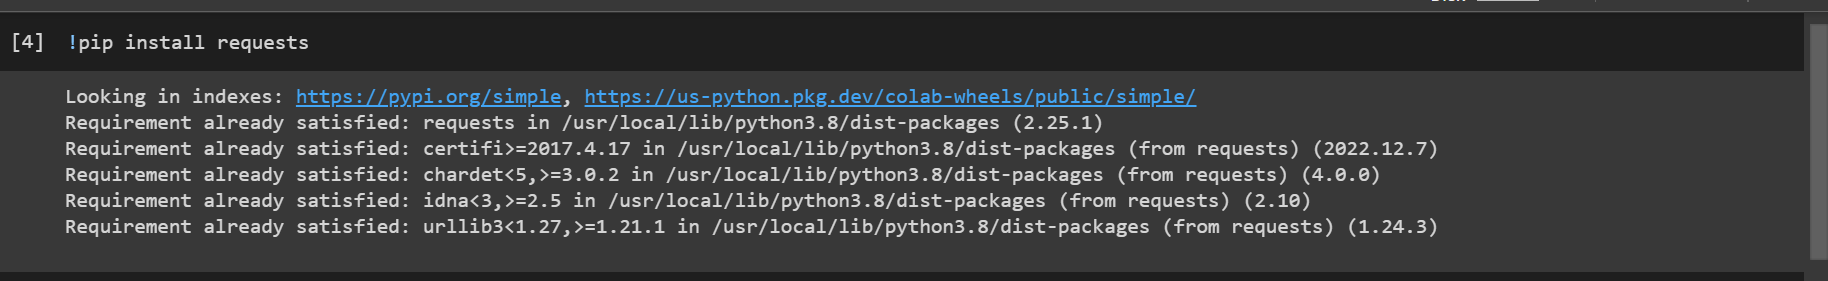 [4] !pip install requests
Looking in indexes: https://pypi.org/simple, https://us-python.pkg.dev/colab-wheels/public/simple/
Requirement already satisfied: requests in /usr/local/lib/python3.8/dist-packages (2.25.1)
Requirement already satisfied: certifi>=2017.4.17 in /usr/local/lib/python3.8/dist-packages (from requests) (2022.12.7)
Requirement already satisfied: chardet<5,>=3.0.2 in /usr/local/lib/python3.8/dist-packages (from requests) (4.0.0)
Requirement already satisfied: idna<3,>=2.5 in /usr/local/lib/python3.8/dist-packages (from requests) (2.10)
Requirement already satisfied: urllib3<1.27,>=1.21.1 in /usr/local/lib/python3.8/dist-packages (from requests) (1.24.3)